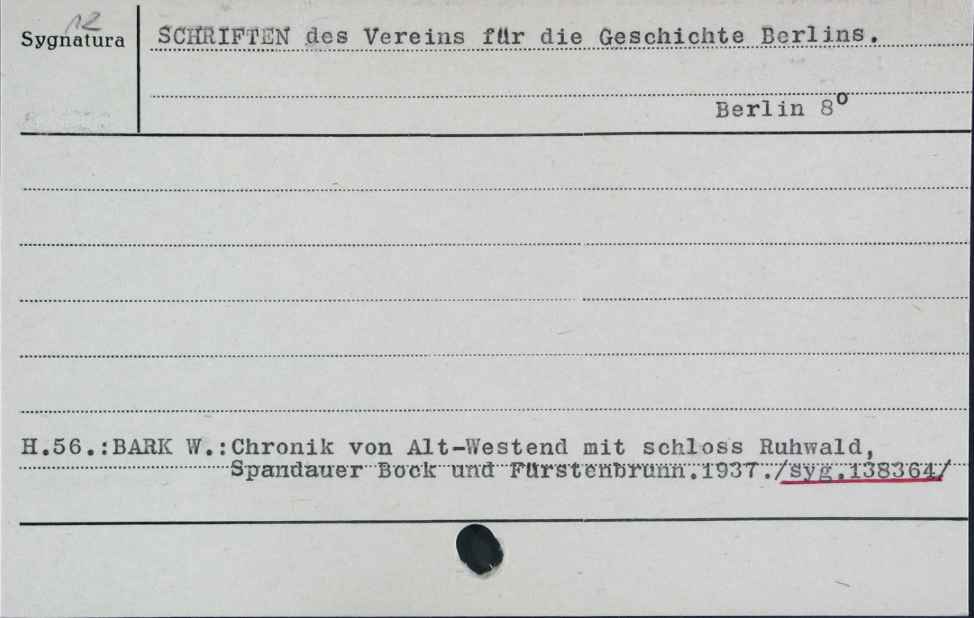 12
Sygnatura
SCHRIFTEN des Vereins für die Geschichte Berlins.
Berlin 8°
H.56.:BARK W.:Chronik von Alt-Westend mit schloss Ruhwald,
Spandauer Bock und Fürstenbrunn.1937./syg.138364/